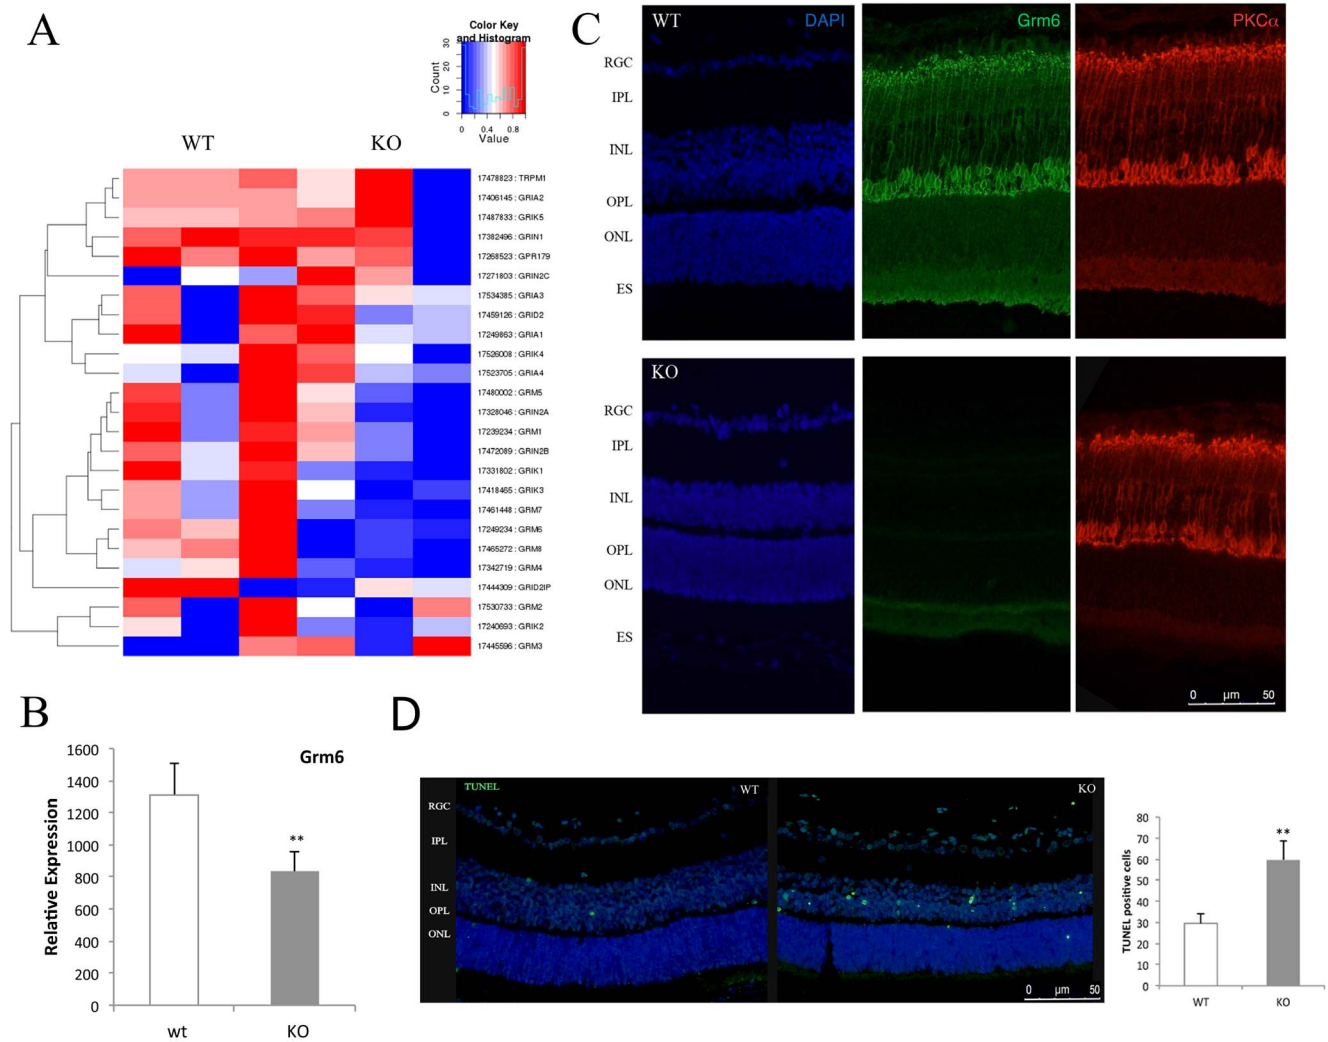 A
Color Key
and Histogram
Count
0 10 20 30
0 0.4 0.8
Value
WT KO
17478823 : TRPM1
17406145 : GRIA2
17487833 : GRIK5
17382496 : GRIN1
17268523 : GPR179
17271803 : GRIN2C
17534385 : GRIA3
17459126 : GRID2
17249863 : GRIA1
17526008 : GRIK4
17523705 : GRIA4
17480002 : GRM5
17328046 : GRIN2A
17239234 : GRM1
17472089 : GRIN2B
17331802 : GRIK1
17418465 : GRIK3
17461448 : GRM7
17249234 : GRM6
17465272 : GRM8
17342719 : GRM4
17444309 : GRID2IP
17530733 : GRM2
17240693 : GRIK2
17445596 : GRM3
B
Grm6
Relative Expression
1600
1400
1200
1000
800
600
400
200
0
**
wt KO
C
WT DAPI Grm6 PKCα
RGC
IPL
INL
OPL
ONL
ES
KO
RGC
IPL
INL
OPL
ONL
ES
0 µm 50
D
TUNEL WT KO
RGC
IPL
INL
OPL
ONL
0 µm 50
TUNEL positive cells
80
70
60
50
40
30
20
10
0
**
WT KO